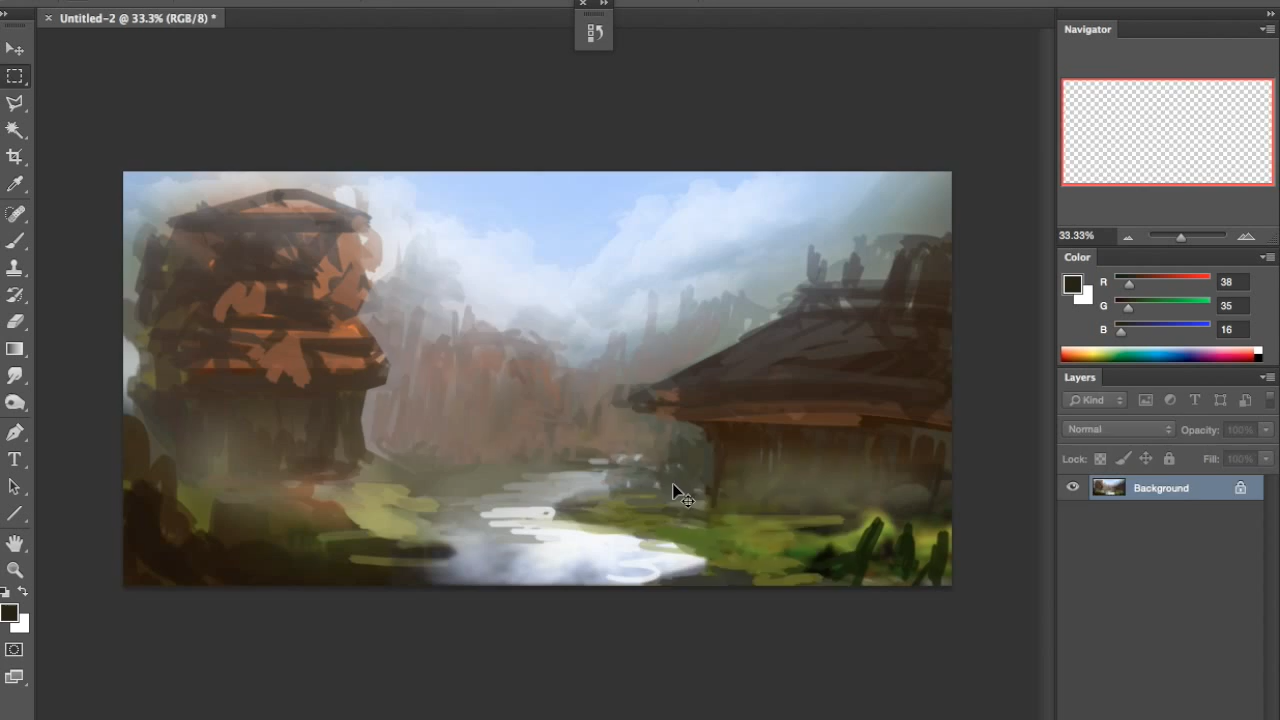 Untitled-2 @ 33.3% (RGB/8) *
Navigator
33.33%
Color
R 38
G 35
B 16
Layers
Kind
Normal Opacity: 100%
Lock: Fill: 100%
Background
T